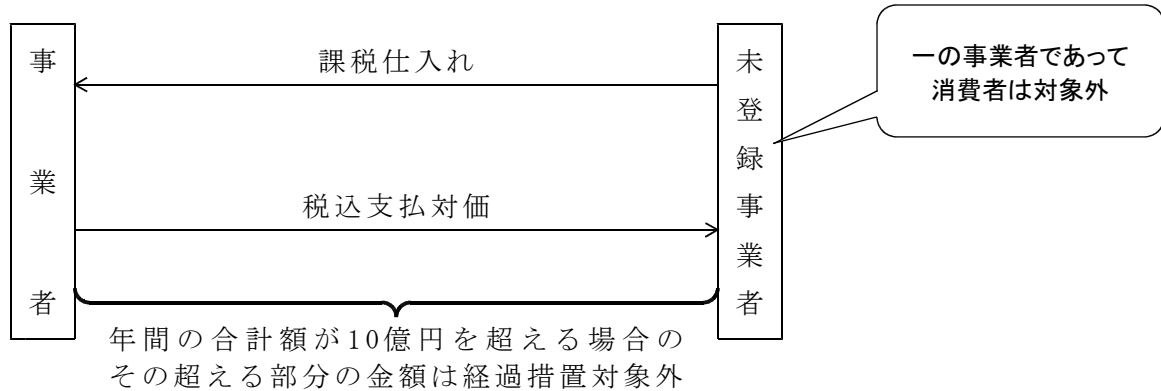 事業者
課税仕入れ
税込支払対価
年間の合計額が10億円を超える場合の
その超える部分の金額は経過措置対象外
未登録事業者
一の事業者であって
消費者は対象外